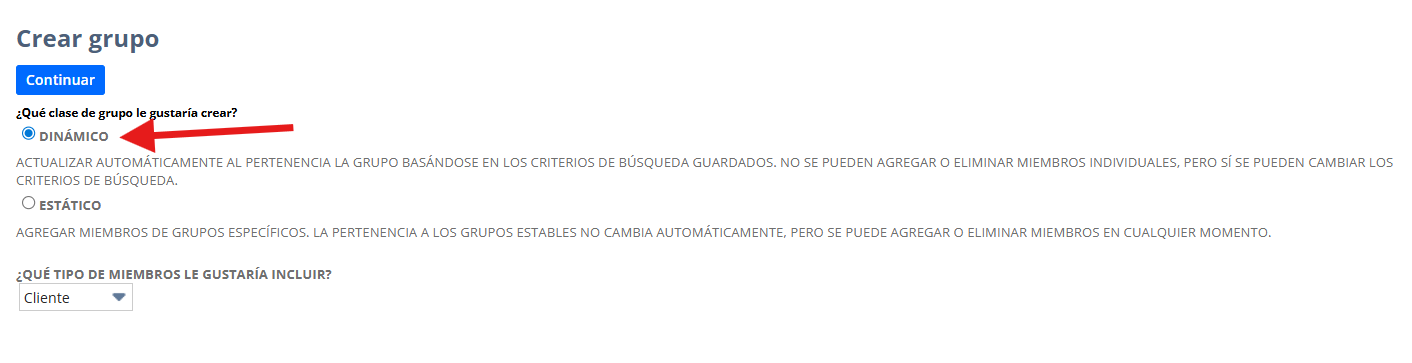 Crear grupo
Continuar
¿Qué clase de grupo le gustaría crear?
DINÁMICO
ACTUALIZAR AUTOMÁTICAMENTE AL PERTENENCIA LA GRUPO BASÁNDOSE EN LOS CRITERIOS DE BÚSQUEDA GUARDADOS. NO SE PUEDEN AGREGAR O ELIMINAR MIEMBROS INDIVIDUALES, PERO SÍ SE PUEDEN CAMBIAR LOS
CRITERIOS DE BÚSQUEDA.
ESTÁTICO
AGREGAR MIEMBROS DE GRUPOS ESPECÍFICOS. LA PERTENENCIA A LOS GRUPOS ESTABLES NO CAMBIA AUTOMÁTICAMENTE, PERO SE PUEDE AGREGAR O ELIMINAR MIEMBROS EN CUALQUIER MOMENTO.
¿QUÉ TIPO DE MIEMBROS LE GUSTARÍA INCLUIR?
Cliente